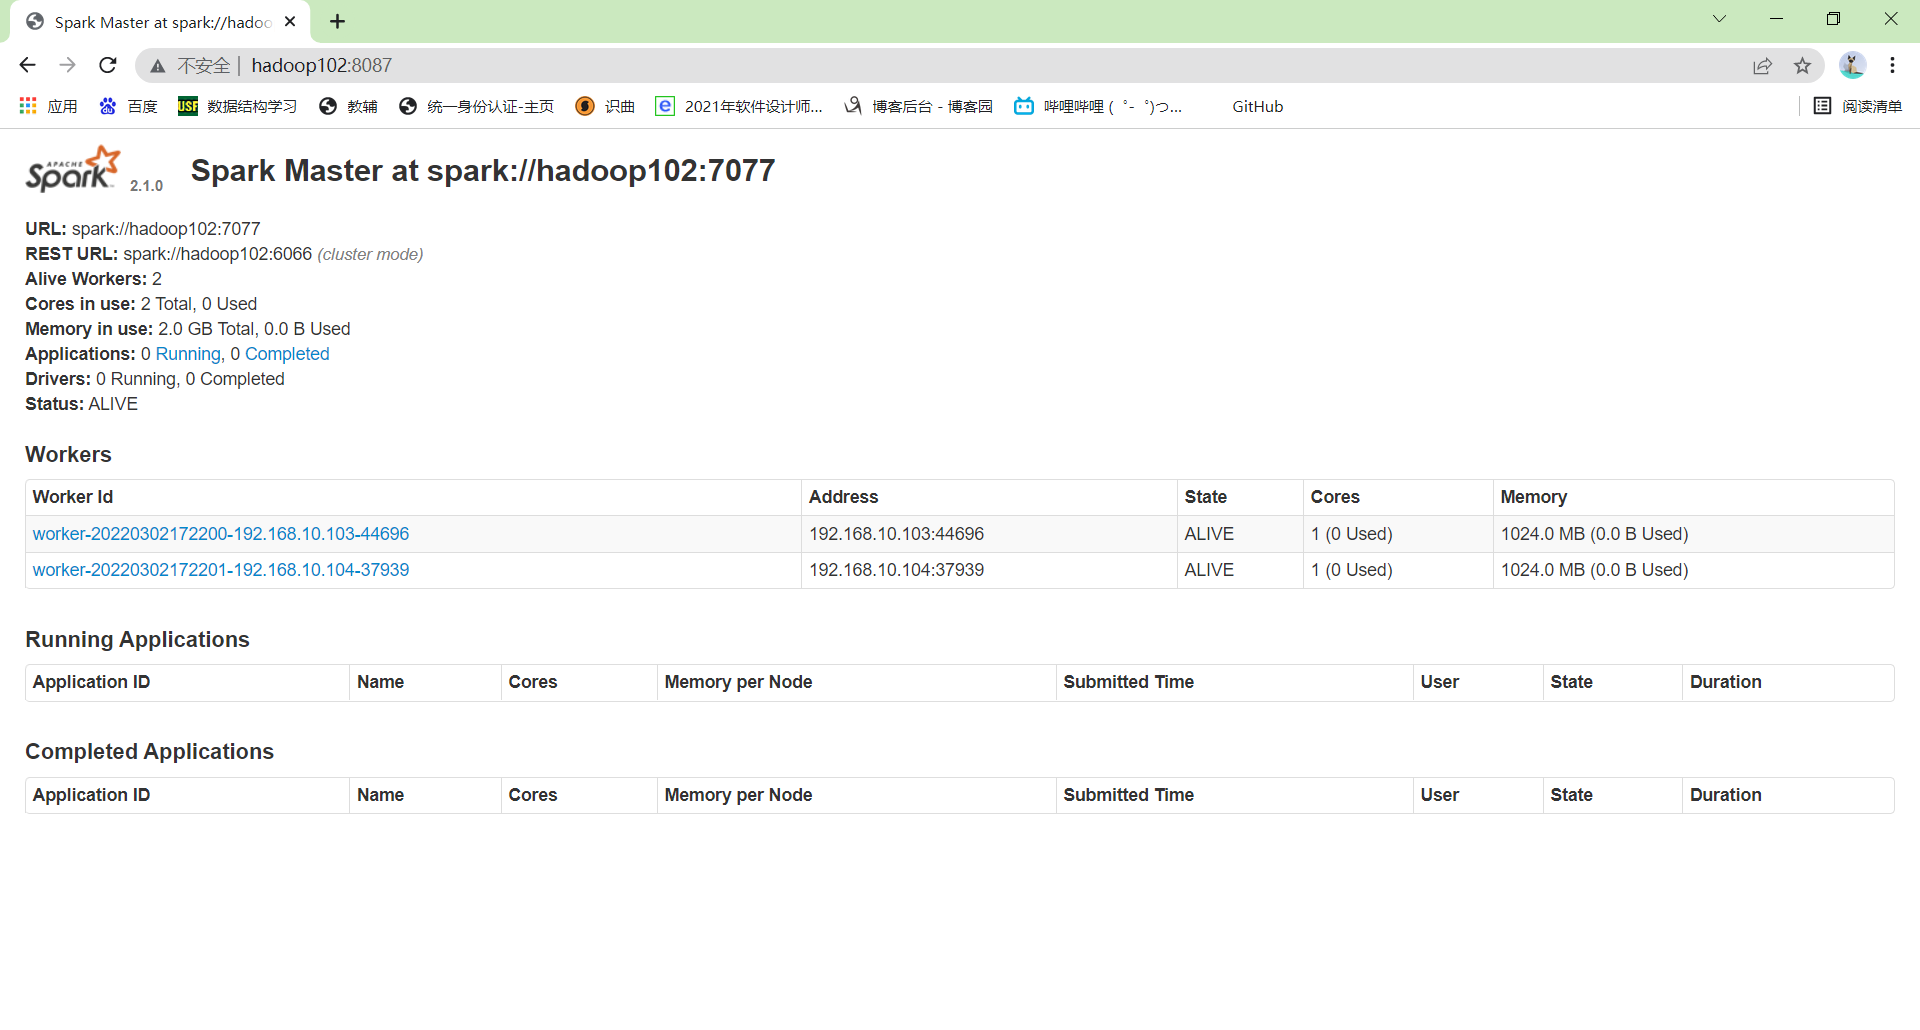 Spark Master at spark://hadoo
不安全 | hadoop102:8087
应用 百度 USF 数据结构学习 教辅 统一身份认证-主页 识曲 2021年软件设计师... 博客后台 - 博客园 哔哩哔哩 ( ゜- ゜)つ... GitHub 阅读清单
APACHE
Spark 2.1.0 Spark Master at spark://hadoop102:7077
URL: spark://hadoop102:7077
REST URL: spark://hadoop102:6066 (cluster mode)
Alive Workers: 2
Cores in use: 2 Total, 0 Used
Memory in use: 2.0 GB Total, 0.0 B Used
Applications: 0 Running, 0 Completed
Drivers: 0 Running, 0 Completed
Status: ALIVE
Workers
Worker Id Address State Cores Memory
worker-20220302172200-192.168.10.103-44696 192.168.10.103:44696 ALIVE 1 (0 Used) 1024.0 MB (0.0 B Used)
worker-20220302172201-192.168.10.104-37939 192.168.10.104:37939 ALIVE 1 (0 Used) 1024.0 MB (0.0 B Used)
Running Applications
Application ID Name Cores Memory per Node Submitted Time User State Duration
Completed Applications
Application ID Name Cores Memory per Node Submitted Time User State Duration